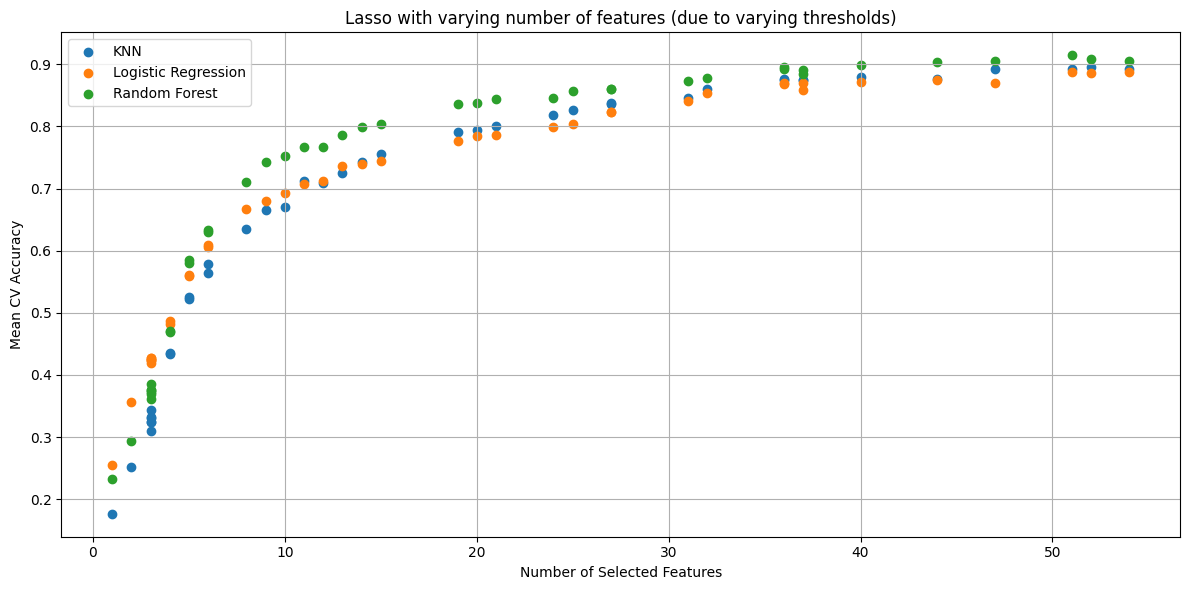 Lasso with varying number of features (due to varying thresholds)
KNN
Logistic Regression
Random Forest
Mean CV Accuracy
0.9
0.8
0.7
0.6
0.5
0.4
0.3
0.2
0 10 20 30 40 50
Number of Selected Features